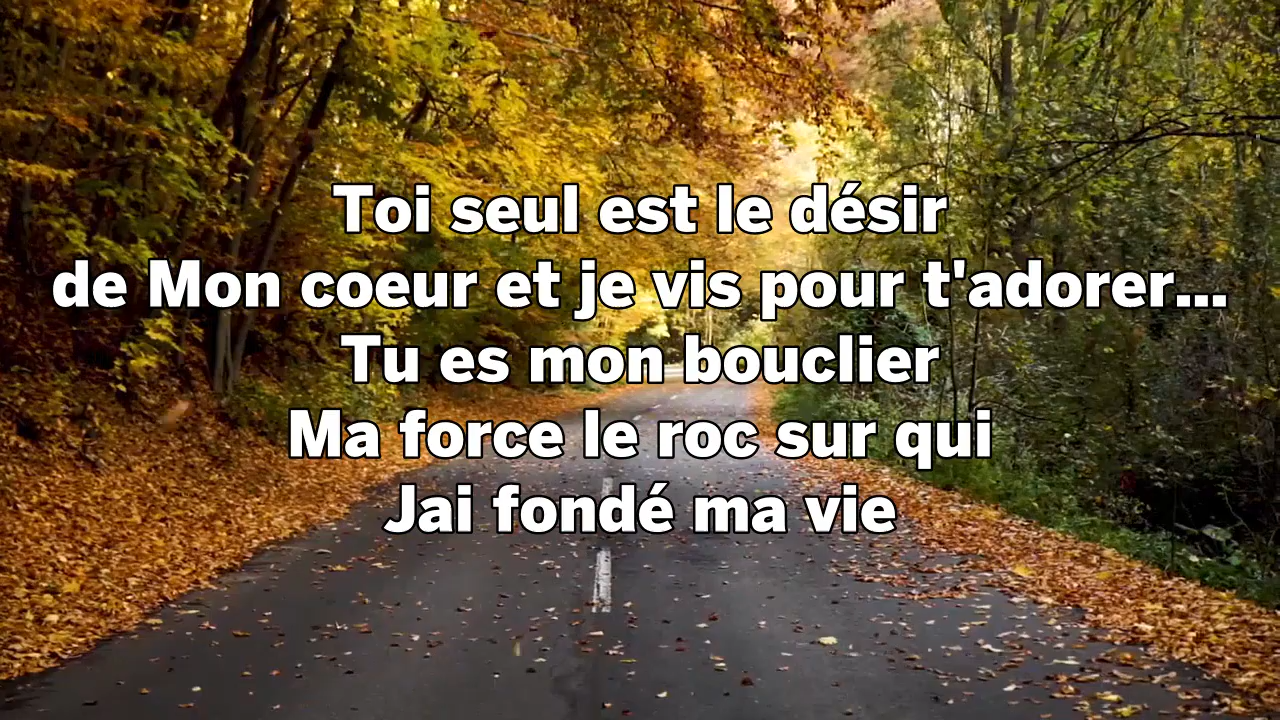 Toi seul est le désir
de Mon coeur et je vis pour t'adorer...
Tu es mon bouclier
Ma force le roc sur qui
Jai fondé ma vie